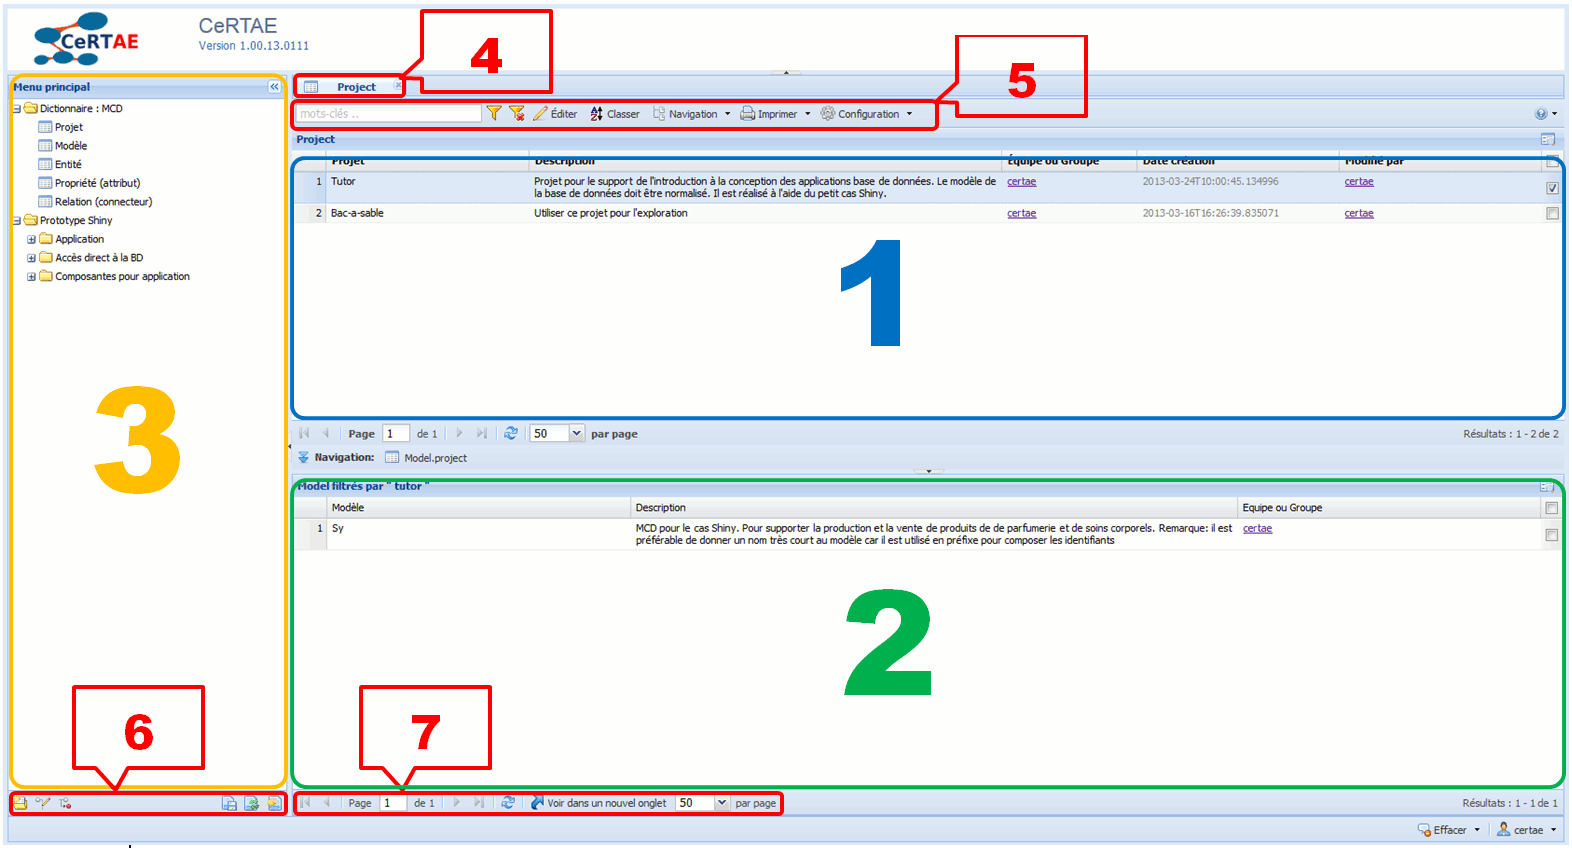 CeRTAE
CeRTAE
Version 1.00.13.0111
4
5
Menu principal
Project
mots-clés ..
Éditer
Classer
Navigation
Imprimer
Configuration
Dictionnaire : MCD
Projet
Modèle
Entité
Propriété (attribut)
Relation (connecteur)
Prototype Shiny
Application
Accès direct à la BD
Composantes pour application
3
Project
Projet Description Équipe ou Groupe Date création Modifié par
1 Tutor Projet pour le support de l'introduction à la conception des applications base de données. Le modèle de certae 2013-03-24T10:00:45.134996 certae
la base de données doit être normalisé. Il est réalisé à l'aide du petit cas Shiny.
2 Bac-a-sable Utiliser ce projet pour l'exploration certae 2013-03-16T16:26:39.835071 certae
1
Page 1 de 1 50 par page Résultats : 1 - 2 de 2
Navigation: Model.project
Model filtrés par " tutor "
Modèle Description Equipe ou Groupe
1 Sy MCD pour le cas Shiny. Pour supporter la production et la vente de produits de de parfumerie et de soins corporels. Remarque: il est certae
préférable de donner un nom très court au modèle car il est utilisé en préfixe pour composer les identifiants
2
6
7
Page 1 de 1 Voir dans un nouvel onglet 50 par page Résultats : 1 - 1 de 1
Effacer certae